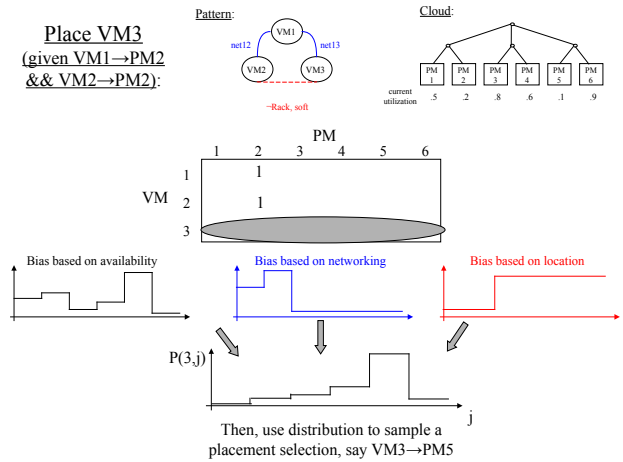 Place VM3
(given VM1→PM2
&& VM2→PM2):
Pattern:
net12
VM1
net13
VM2
VM3
¬Rack, soft
Cloud:
PM 1
PM 2
PM 3
PM 4
PM 5
PM 6
current utilization
.5 .2 .8 .6 .1 .9
PM
1 2 3 4 5 6
1 1
VM 2 1
3
Bias based on availability
Bias based on networking
Bias based on location
P(3,j)
j
Then, use distribution to sample a
placement selection, say VM3→PM5